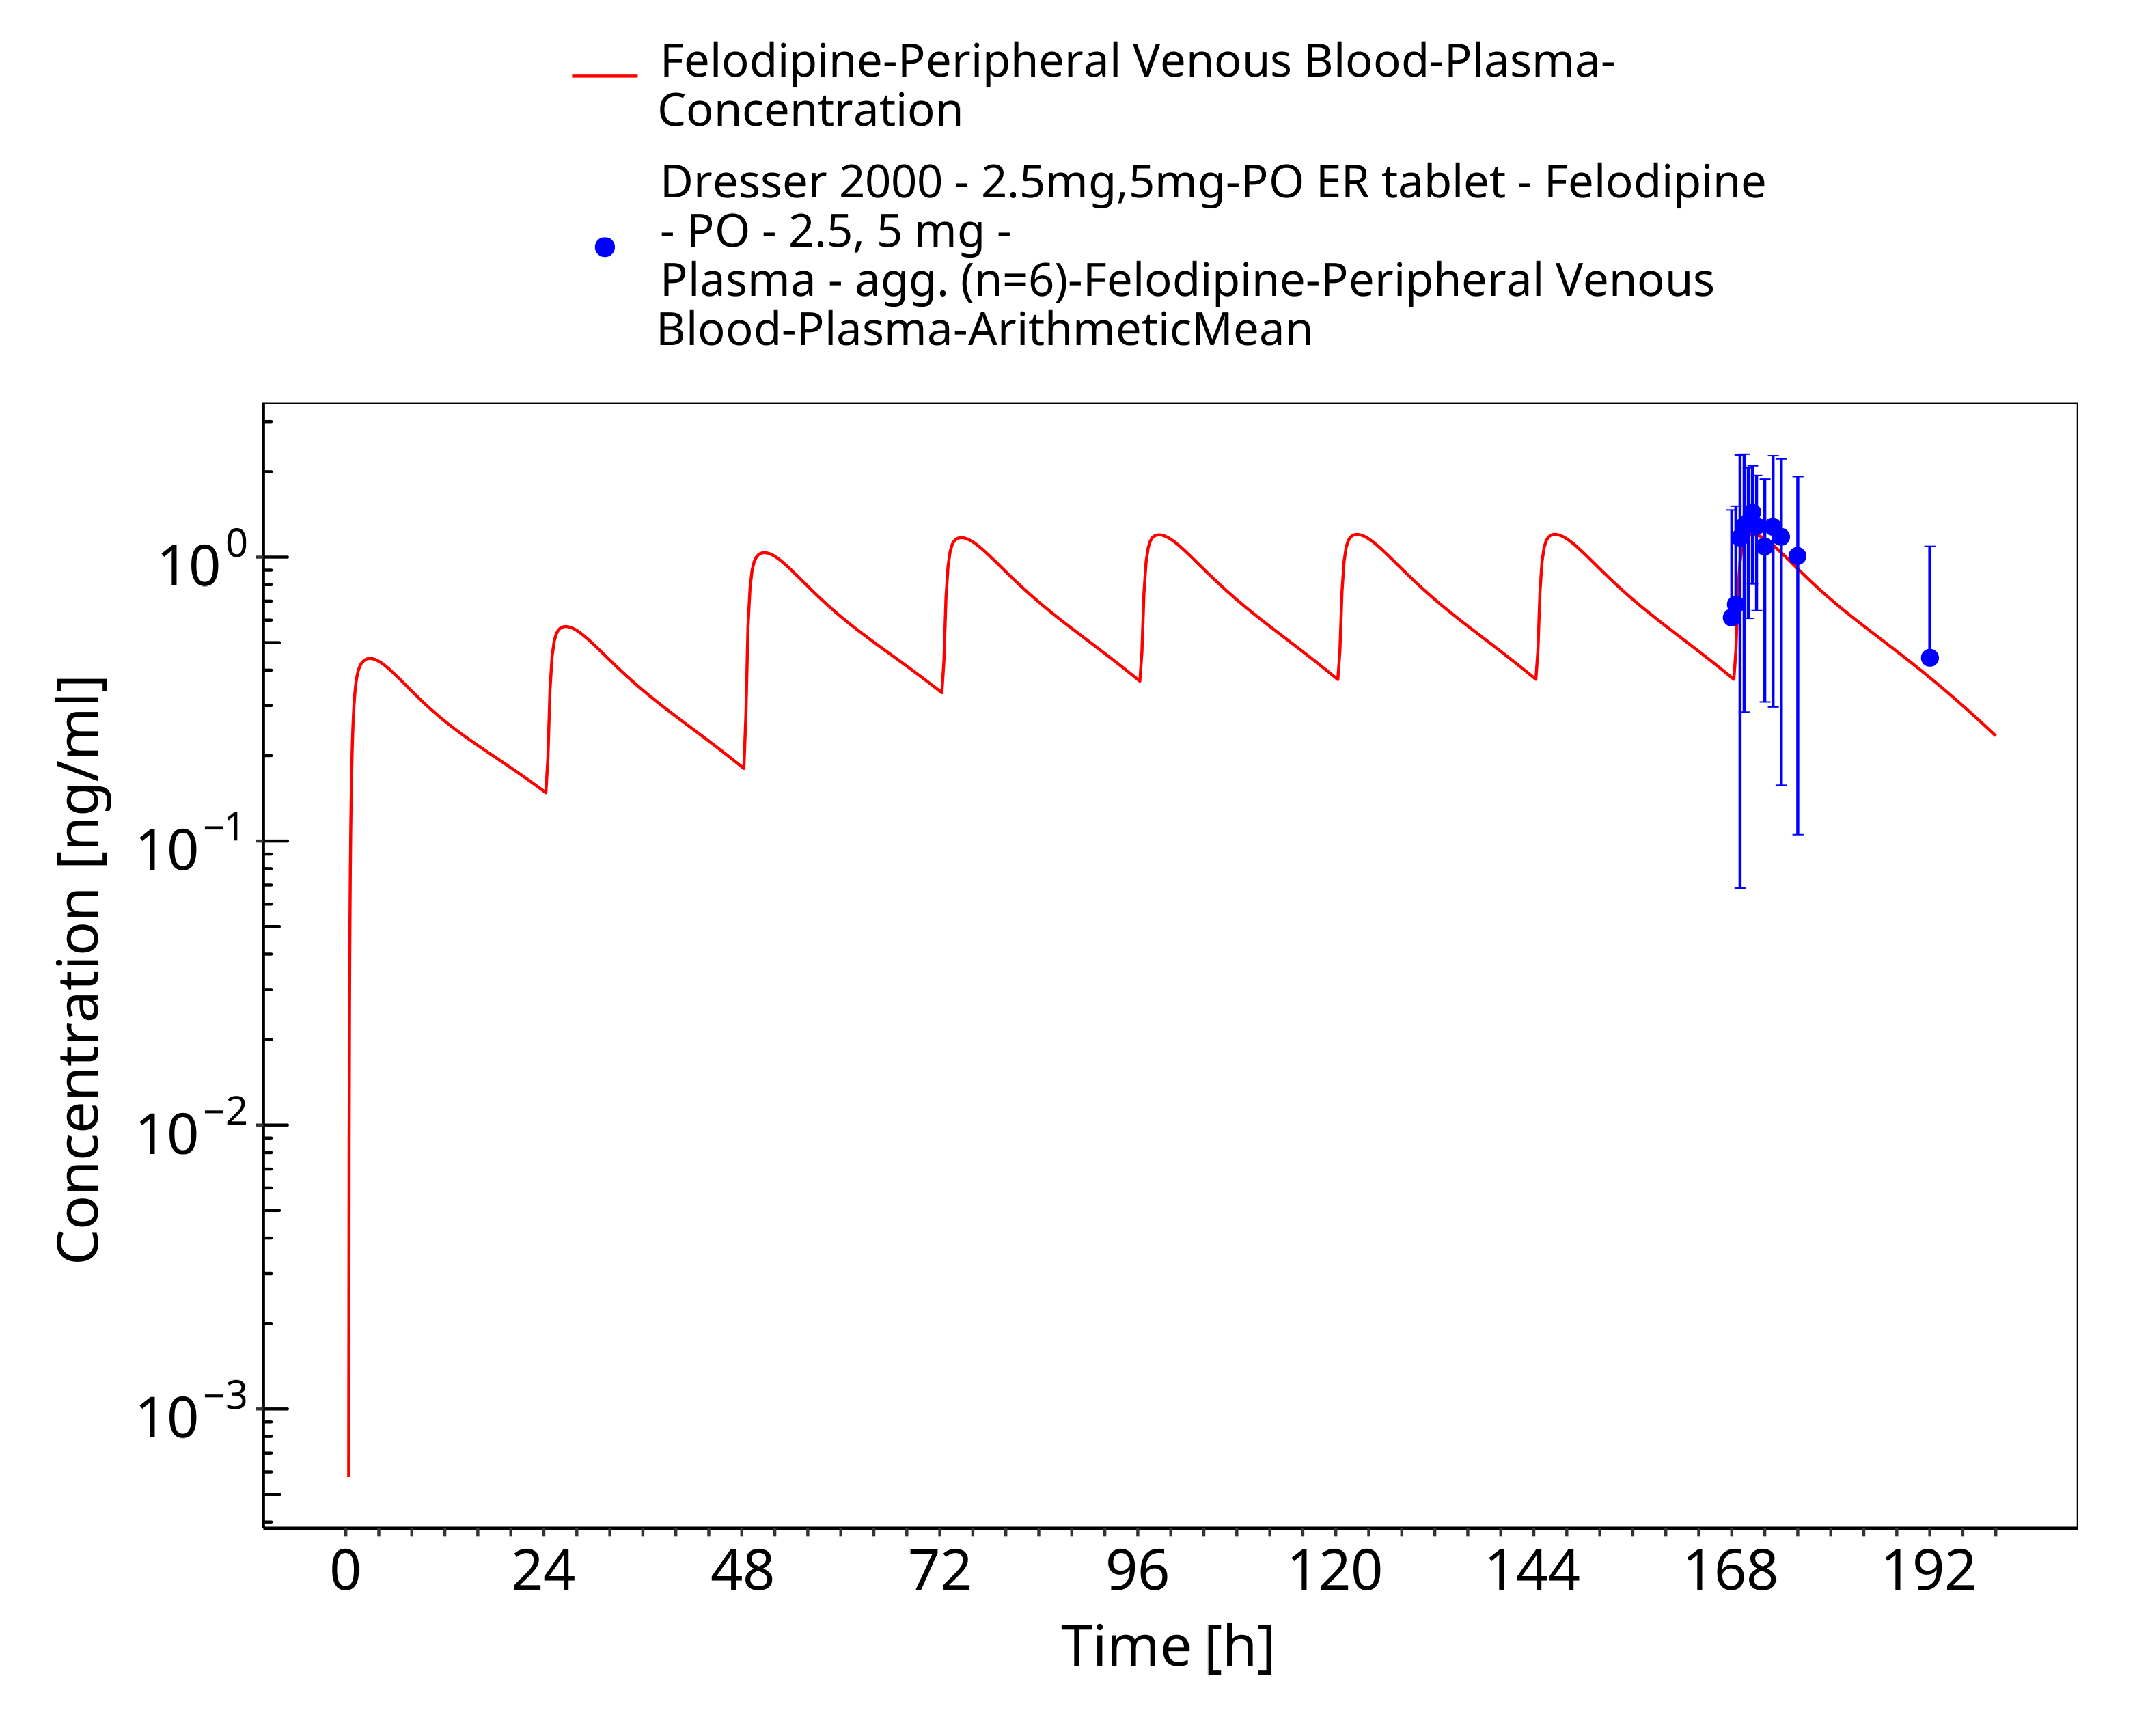 Felodipine-Peripheral Venous Blood-Plasma-
Concentration
Dresser 2000 - 2.5mg,5mg-PO ER tablet - Felodipine
- PO - 2.5, 5 mg -
Plasma - agg. (n=6)-Felodipine-Peripheral Venous
Blood-Plasma-ArithmeticMean
Concentration [ng/ml]
10⁰
10⁻¹
10⁻²
10⁻³
0 24 48 72 96 120 144 168 192
Time [h]